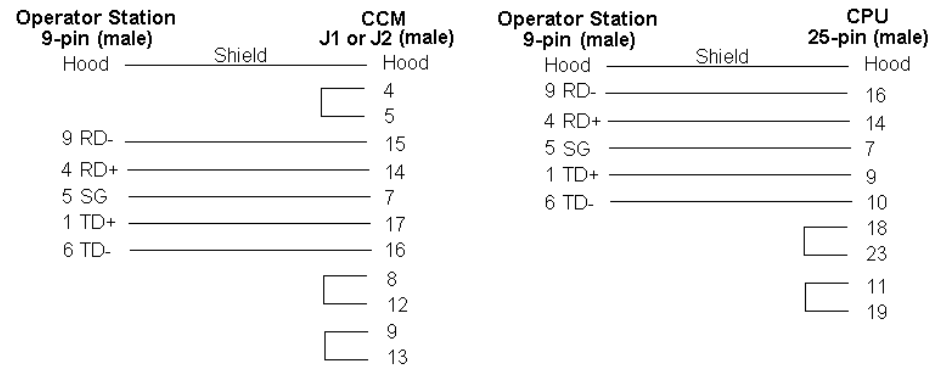 Operator Station
9-pin (male)
CCM
J1 or J2 (male)
Hood Shield Hood
4
5
9 RD- 15
4 RD+ 14
5 SG 7
1 TD+ 17
6 TD- 16
8
12
9
13
Operator Station
9-pin (male)
CPU
25-pin (male)
Hood Shield Hood
9 RD- 16
4 RD+ 14
5 SG 7
1 TD+ 9
6 TD- 10
18
23
11
19